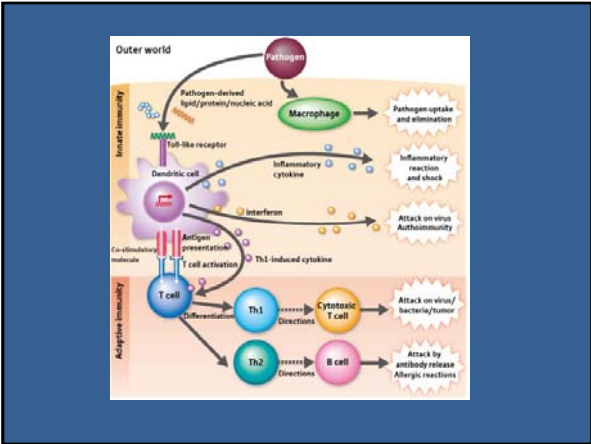 Outer world
Pathogen
Pathogen-derived
lipid/protein/nucleic acid
Macrophage
Pathogen uptake
and elimination
Innate immunity
Toll-like receptor
Dendritic cell
Inflammatory
cytokine
Inflammatory
reaction
and shock
Interferon
Attack on virus
Authoimmunity
Antigen
presentation
Co-stimulatory
molecule
T cell activation
Th1-induced cytokine
Adaptive immunity
T cell
Differentiation
Th1
Directions
Cytotoxic
T cell
Attack on virus/
bacteria/tumor
Th2
Directions
B cell
Attack by
antibody release
Allergic reactions